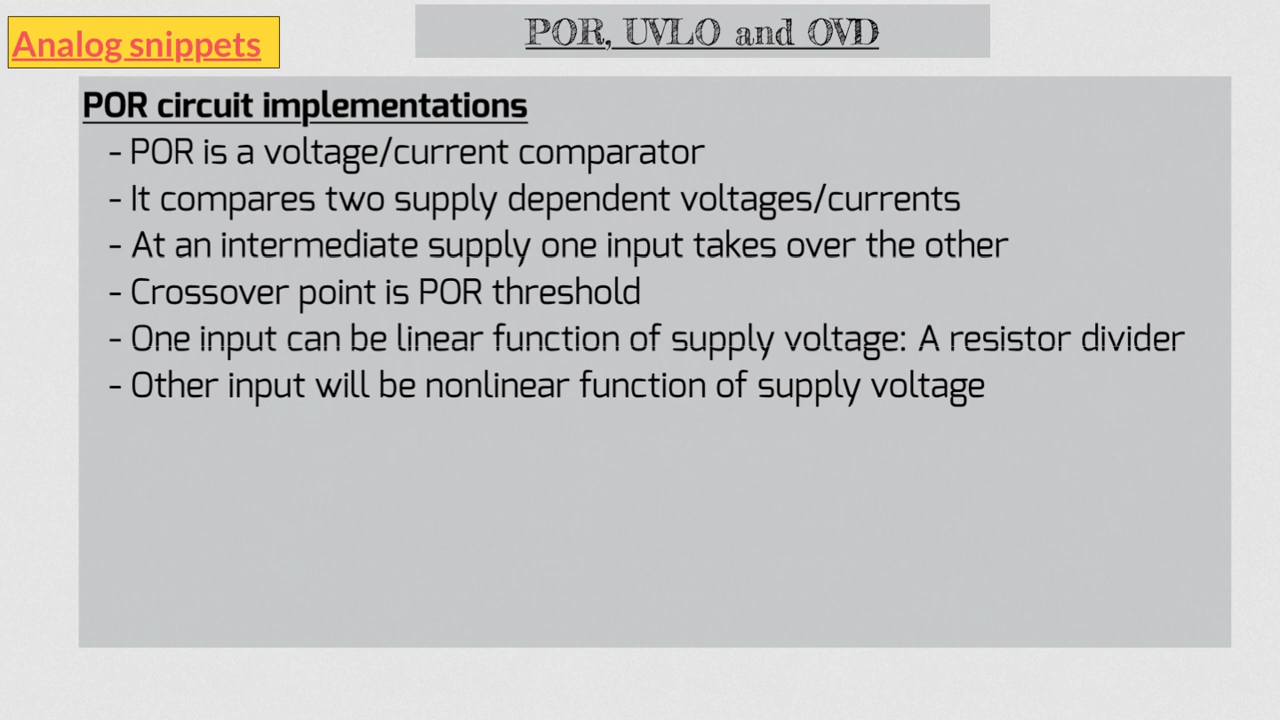 Analog snippets
POR, UVLO and OVD
POR circuit implementations
- POR is a voltage/current comparator
- It compares two supply dependent voltages/currents
- At an intermediate supply one input takes over the other
- Crossover point is POR threshold
- One input can be linear function of supply voltage: A resistor divider
- Other input will be nonlinear function of supply voltage